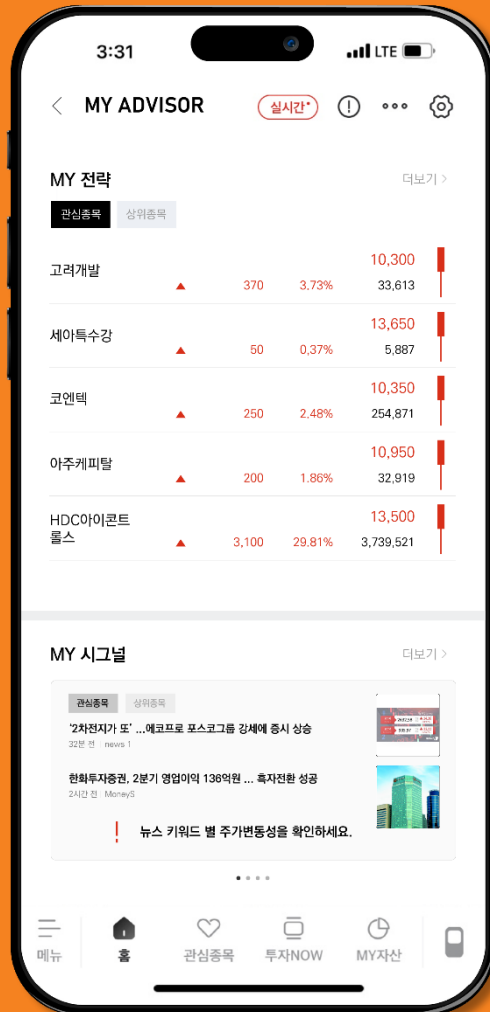 3:31
LTE
MY ADVISOR
실시간
MY 전략
더보기
관심종목 상위종목
고려개발
10,300
370 3.73% 33,613
세아특수강
13,650
50 0,37% 5,887
코엔텍
10,350
250 2.48% 254,871
아주케피탈
10,950
200 1.86% 32,919
HDC아이콘트
롤스
13,500
3,100 29.81% 3,739,521
MY 시그널
더보기
관심종목 상위종목
'2차전지가 또' ...에코프로 포스코그룹 강세에 증시 상승
32분 전 news 1
한화투자증권, 2분기 영업이익 136억원 ... 흑자전환 성공
2시간 전 MoneyS
! 뉴스 키워드 별 주가변동성을 확인하세요.
메뉴 홈 관심종목 투자NOW MY자산